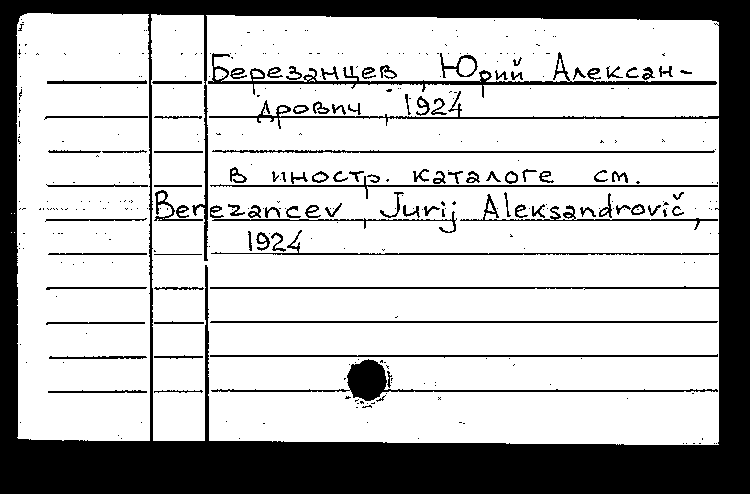 Березанцев, Юрий Алексан-
дрович, 1924
в иностр. каталоге см.
Berezancev, Jurij Aleksandrovič,
1924